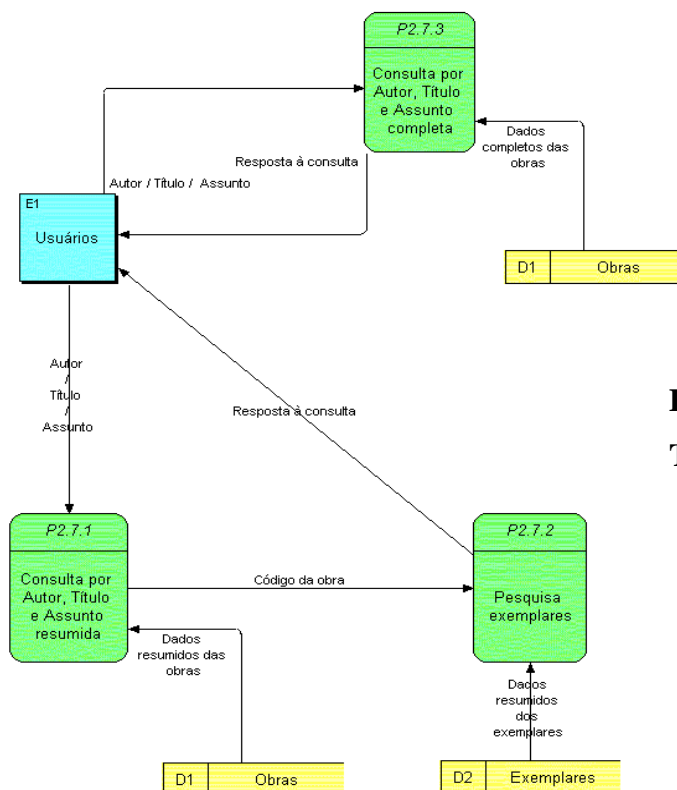 P2.7.3
Consulta por
Autor, Título
e Assunto
completa
Dados
completos das
obras
Resposta à consulta
Autor / Título / Assunto
E1
Usuários
D1 Obras
Autor
/
Título
/
Assunto
Resposta à consulta
P2.7.1
Consulta por
Autor, Título
e Assunto
resumida
Código da obra
P2.7.2
Pesquisa
exemplares
Dados
resumidos das
obras
Dados
resumidos
dos
exemplares
D1 Obras
D2 Exemplares